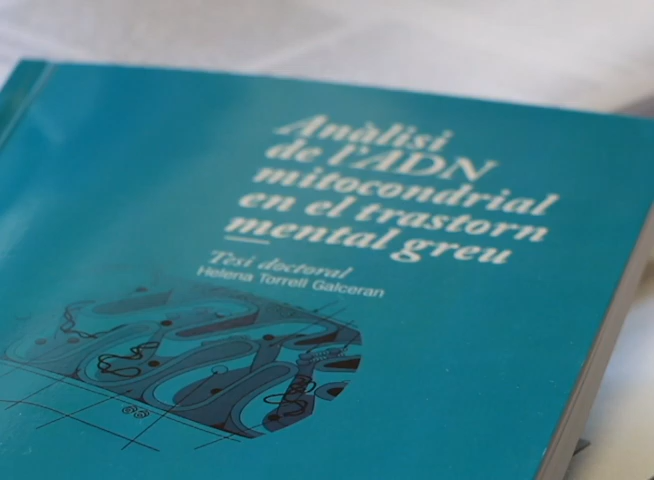 Anàlisi
de l'ADN
mitocondrial
en el trastorn
mental greu
Tesi doctoral
Helena Torrell Galceran